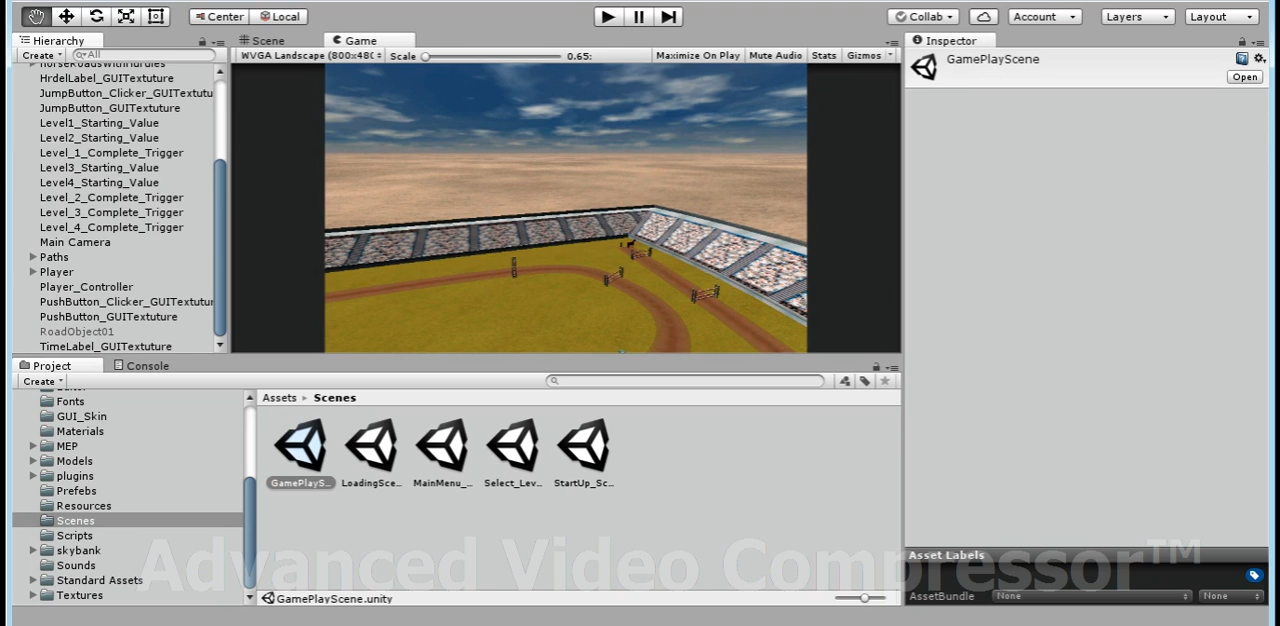 Center
Local
Collab
Account
Layers
Layout
Hierarchy
Scene
Game
Inspector
Create
All
WVGA Landscape (800x480
Scale
0.65:
Maximize On Play
Mute Audio
Stats
Gizmos
GamePlayScene
Open
HorseRoadsWithHurdles
HrdelLabel_GUITextuture
JumpButton_Clicker_GUITextutu
JumpButton_GUITextuture
Level1_Starting_Value
Level2_Starting_Value
Level_1_Complete_Trigger
Level3_Starting_Value
Level4_Starting_Value
Level_2_Complete_Trigger
Level_3_Complete_Trigger
Level_4_Complete_Trigger
Main Camera
Paths
Player
Player_Controller
PushButton_Clicker_GUITextutur
PushButton_GUITextuture
RoadObject01
TimeLabel_GUITextuture
Project
Console
Create
Fonts
GUI_Skin
Materials
MEP
Models
plugins
Prefebs
Resources
Scenes
Scripts
skybank
Sounds
Standard Assets
Textures
Assets
Scenes
GamePlayS...
LoadingSce...
MainMenu_...
Select_Lev...
StartUp_Sc...
GamePlayScene.unity
Asset Labels
AssetBundle
None
None
Advanced Video Compressor™